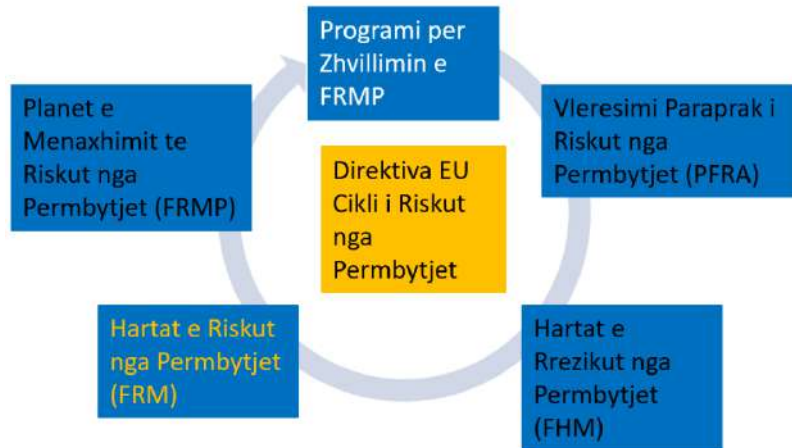 Programi per
Zhvillimin e
FRMP
Vleresimi Paraprak i
Riskut nga
Permbytjet (PFRA)
Hartat e
Rrezikut nga
Permbytjet
(FHM)
Hartat e Riskut
nga Permbytjet
(FRM)
Planet e
Menaxhimit te
Riskut nga
Permbytjet (FRMP)
Direktiva EU
Cikli i Riskut
nga
Permbytjet